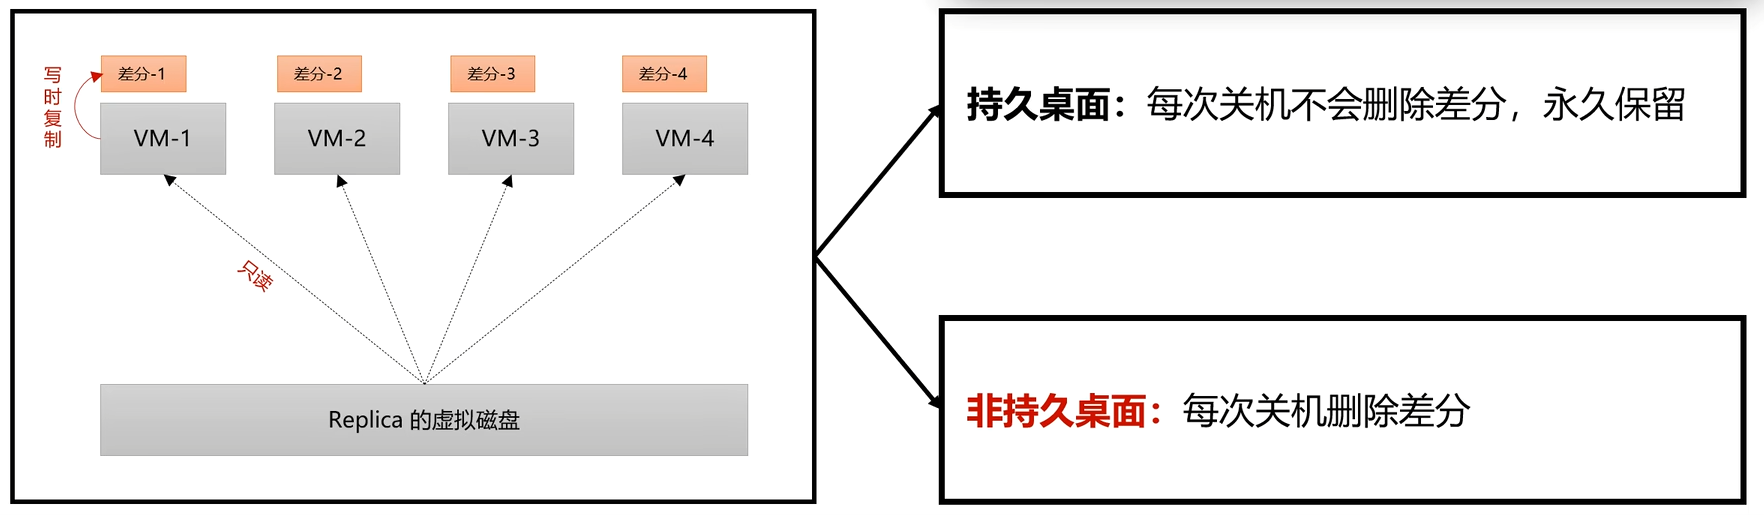 差分-1
差分-2
差分-3
差分-4
写时复制
VM-1
VM-2
VM-3
VM-4
只读
Replica 的虚拟磁盘
持久桌面：每次关机不会删除差分，永久保留
非持久桌面：每次关机删除差分